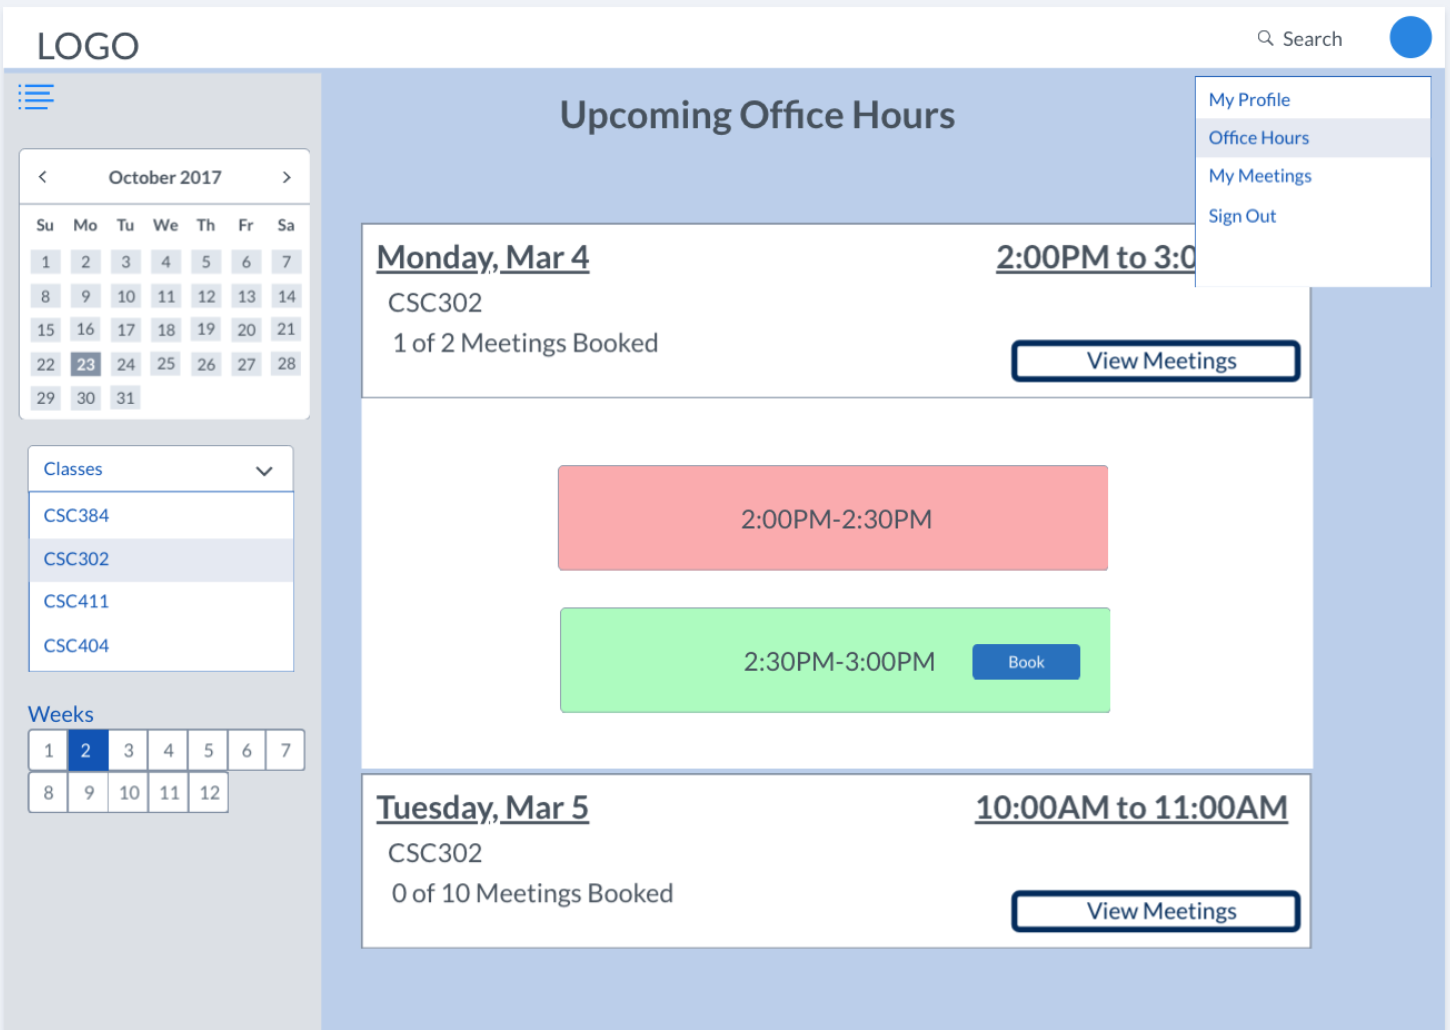 LOGO
Search
My Profile
Office Hours
My Meetings
Sign Out
Upcoming Office Hours
< October 2017 >
Su Mo Tu We Th Fr Sa
1 2 3 4 5 6 7
8 9 10 11 12 13 14
15 16 17 18 19 20 21
22 23 24 25 26 27 28
29 30 31
Classes
CSC384
CSC302
CSC411
CSC404
Weeks
1 2 3 4 5 6 7
8 9 10 11 12
Monday, Mar 4 2:00PM to 3:0
CSC302
1 of 2 Meetings Booked
View Meetings
2:00PM-2:30PM
2:30PM-3:00PM Book
Tuesday, Mar 5 10:00AM to 11:00AM
CSC302
0 of 10 Meetings Booked
View Meetings